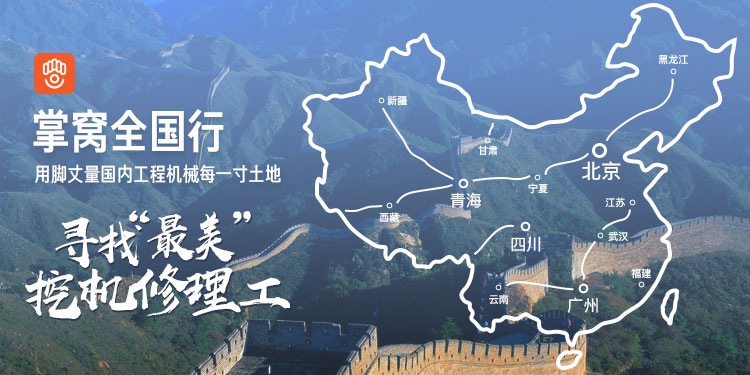 掌窝全国行
用脚丈量国内工程机械每一寸土地
寻找“最美”
挖机修理工
黑龙江
新疆
甘肃
北京
宁夏
青海
西藏
江苏
四川
武汉
福建
云南
广州